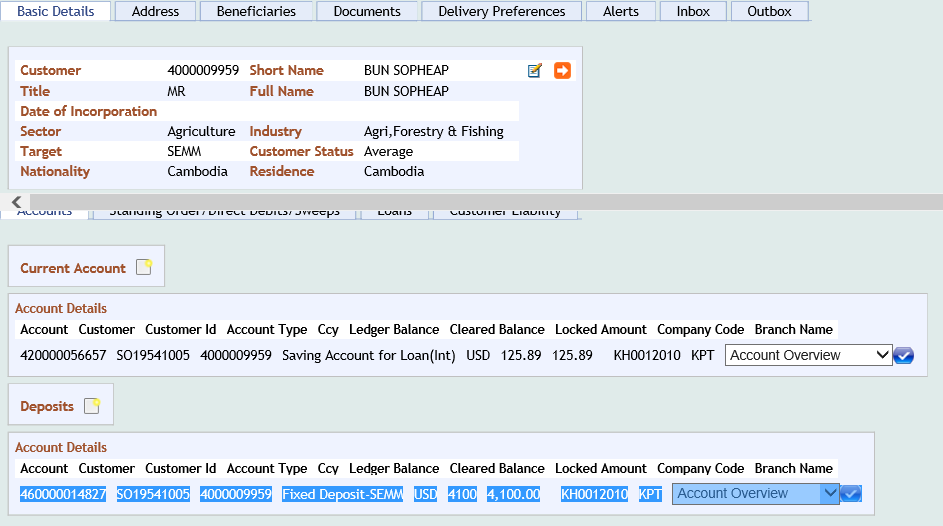 Basic Details Address Beneficiaries Documents Delivery Preferences Alerts Inbox Outbox
Customer 4000009959 Short Name BUN SOPHEAP
Title MR Full Name BUN SOPHEAP
Date of Incorporation
Sector Agriculture Industry Agri,Forestry & Fishing
Target SEMM Customer Status Average
Nationality Cambodia Residence Cambodia
Accounts Standing Order/Direct Debits/Sweeps Loans Customer Liability
Current Account
Account Details
Account Customer Customer Id Account Type Ccy Ledger Balance Cleared Balance Locked Amount Company Code Branch Name
420000056657 SO19541005 4000009959 Saving Account for Loan(Int) USD 125.89 125.89 KH0012010 KPT Account Overview
Deposits
Account Details
Account Customer Customer Id Account Type Ccy Ledger Balance Cleared Balance Locked Amount Company Code Branch Name
460000014827 SO19541005 4000009959 Fixed Deposit-SEMM USD 4100 4,100.00 KH0012010 KPT Account Overview